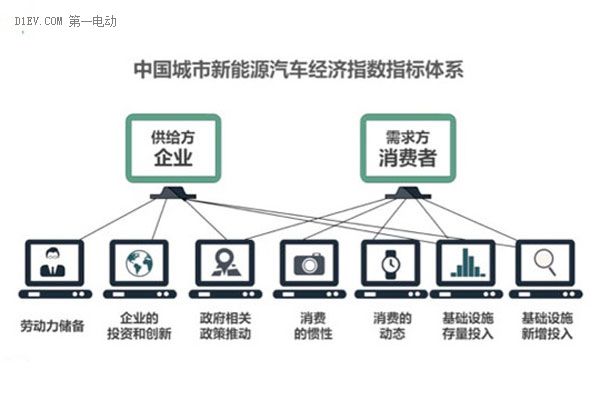 D1EV.COM 第一电动
中国城市新能源汽车经济指数指标体系
供给方
企业
需求方
消费者
劳动力储备
企业的
投资和创新
政府相关
政策推动
消费
的惯性
消费的
动态
基础设施
存量投入
基础设施
新增投入